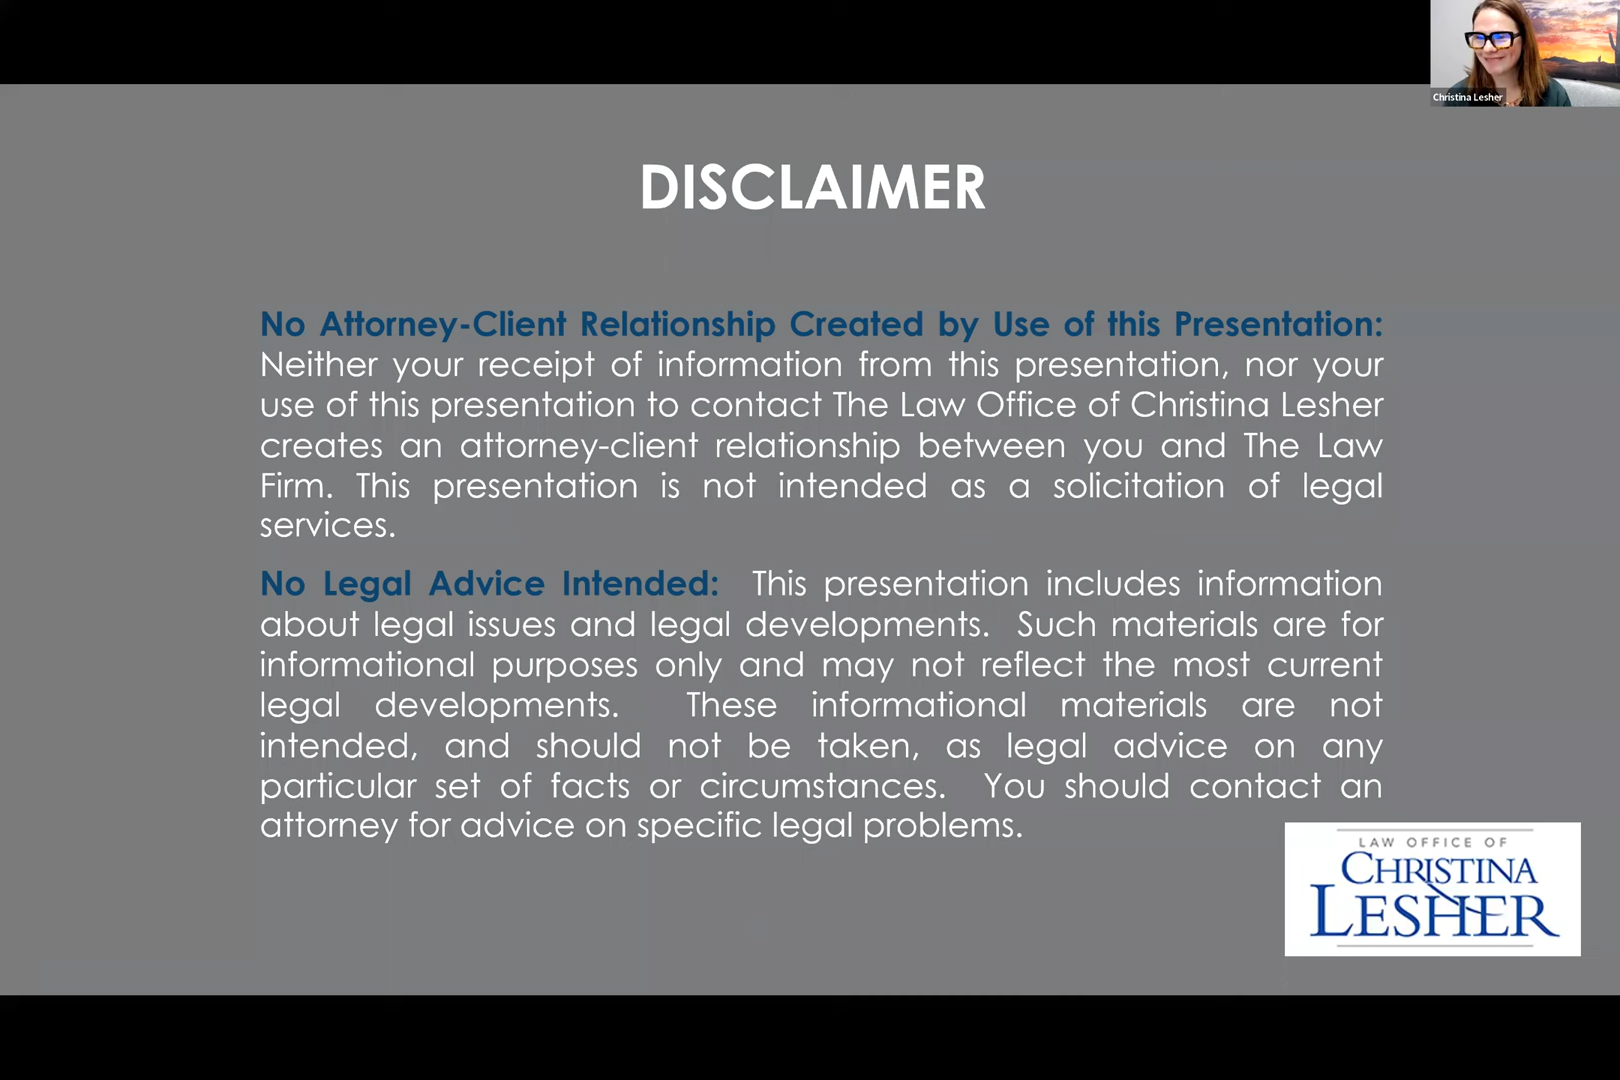 Christina Lesher
DISCLAIMER
No Attorney-Client Relationship Created by Use of this Presentation:
Neither your receipt of information from this presentation, nor your
use of this presentation to contact The Law Office of Christina Lesher
creates an attorney-client relationship between you and The Law
Firm. This presentation is not intended as a solicitation of legal
services.
No Legal Advice Intended: This presentation includes information
about legal issues and legal developments. Such materials are for
informational purposes only and may not reflect the most current
legal developments. These informational materials are not
intended, and should not be taken, as legal advice on any
particular set of facts or circumstances. You should contact an
attorney for advice on specific legal problems.
LAW OFFICE OF
CHRISTINA
LESHER